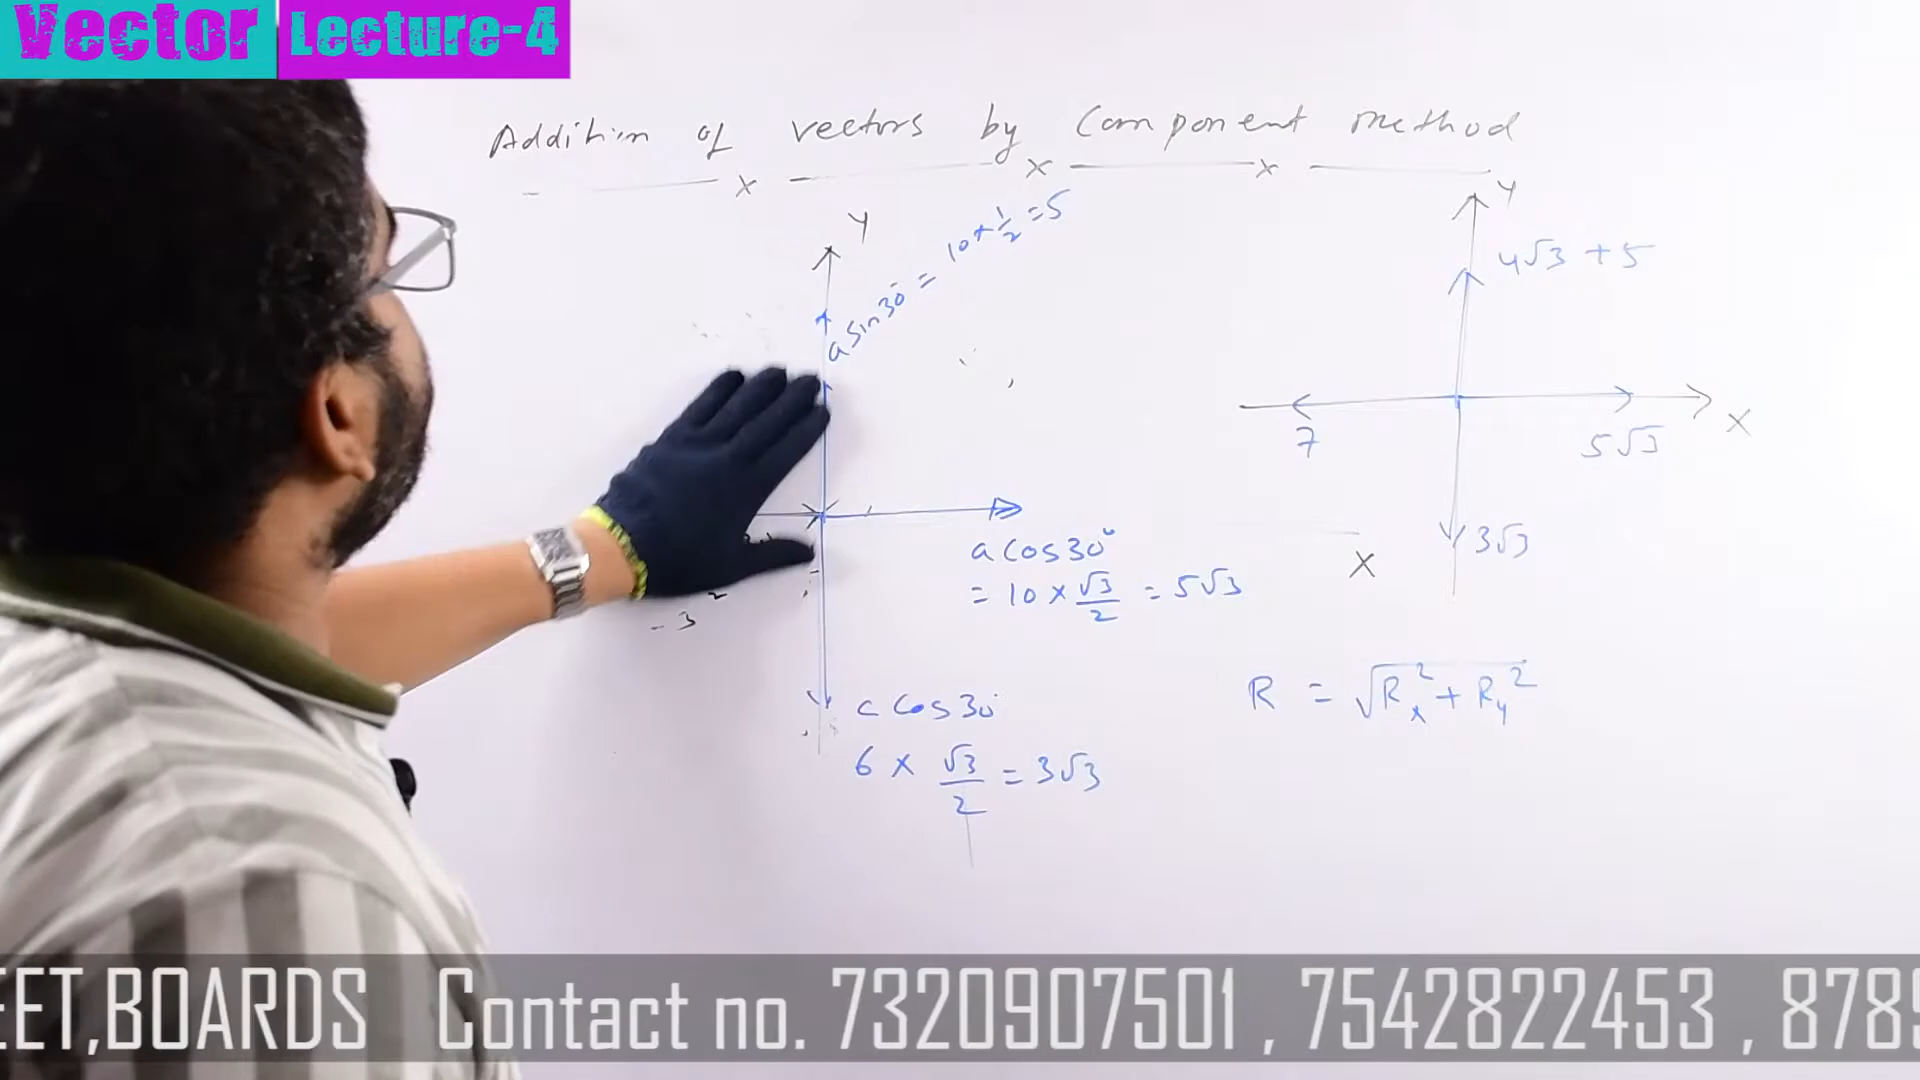 Vector Lecture-4
Addition of vectors by Component method
x x x
Y
a sin30° = 10 × 1/2 = 5
a Cos30°
= 10 × √3/2 = 5√3
- 3
2
c Cos30°
6 × √3/2 = 3√3
Y
4√3 + 5
X
7
5√3
3√3
X
R = √Rx² + Ry²
EET,BOARDS Contact no. 7320907501 , 7542822453 , 878